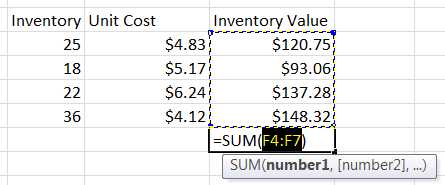 Inventory Unit Cost Inventory Value
25 $4.83 $120.75
18 $5.17 $93.06
22 $6.24 $137.28
36 $4.12 $148.32
=SUM(F4:F7)
SUM(number1, [number2], ...)